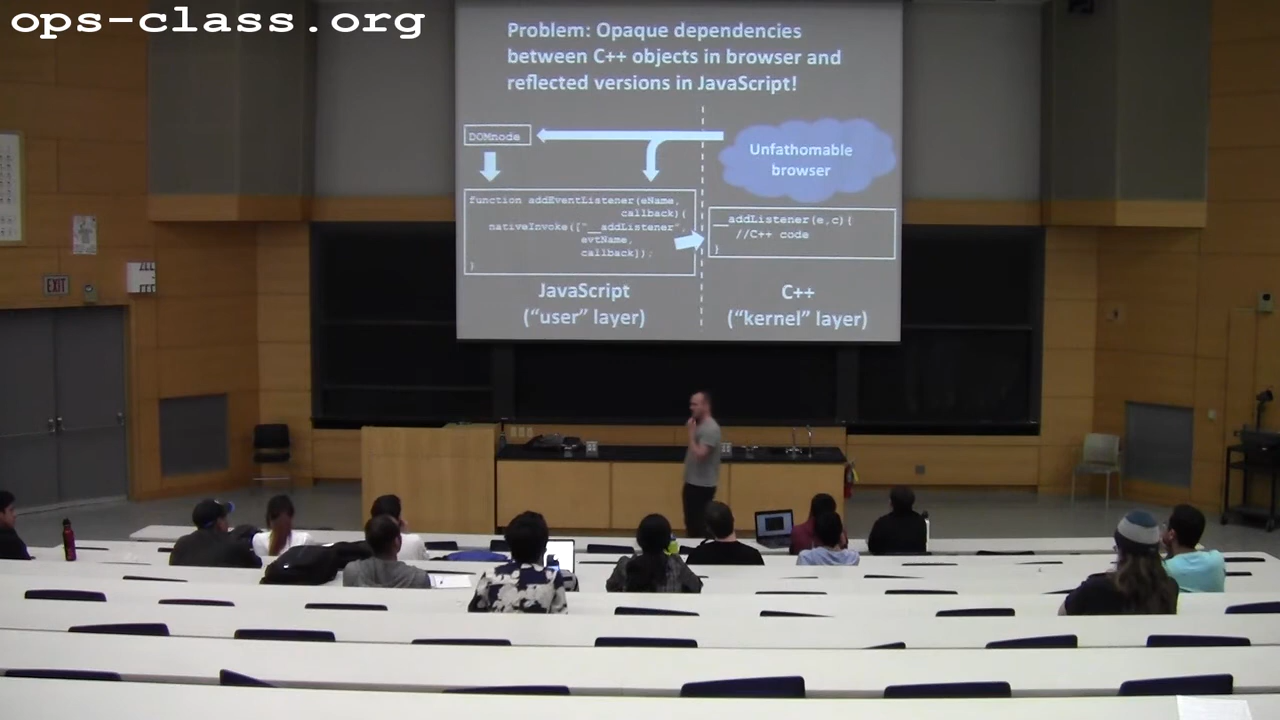 ops-class.org
Problem: Opaque dependencies
between C++ objects in browser and
reflected versions in JavaScript!
DOMnode
Unfathomable
browser
function addEventListener(eName,
callback){
nativeInvoke(["__addListener",
evtName,
callback]);
}
__addListener(e,c){
//C++ code
}
JavaScript
("user" layer)
C++
("kernel" layer)
EXIT